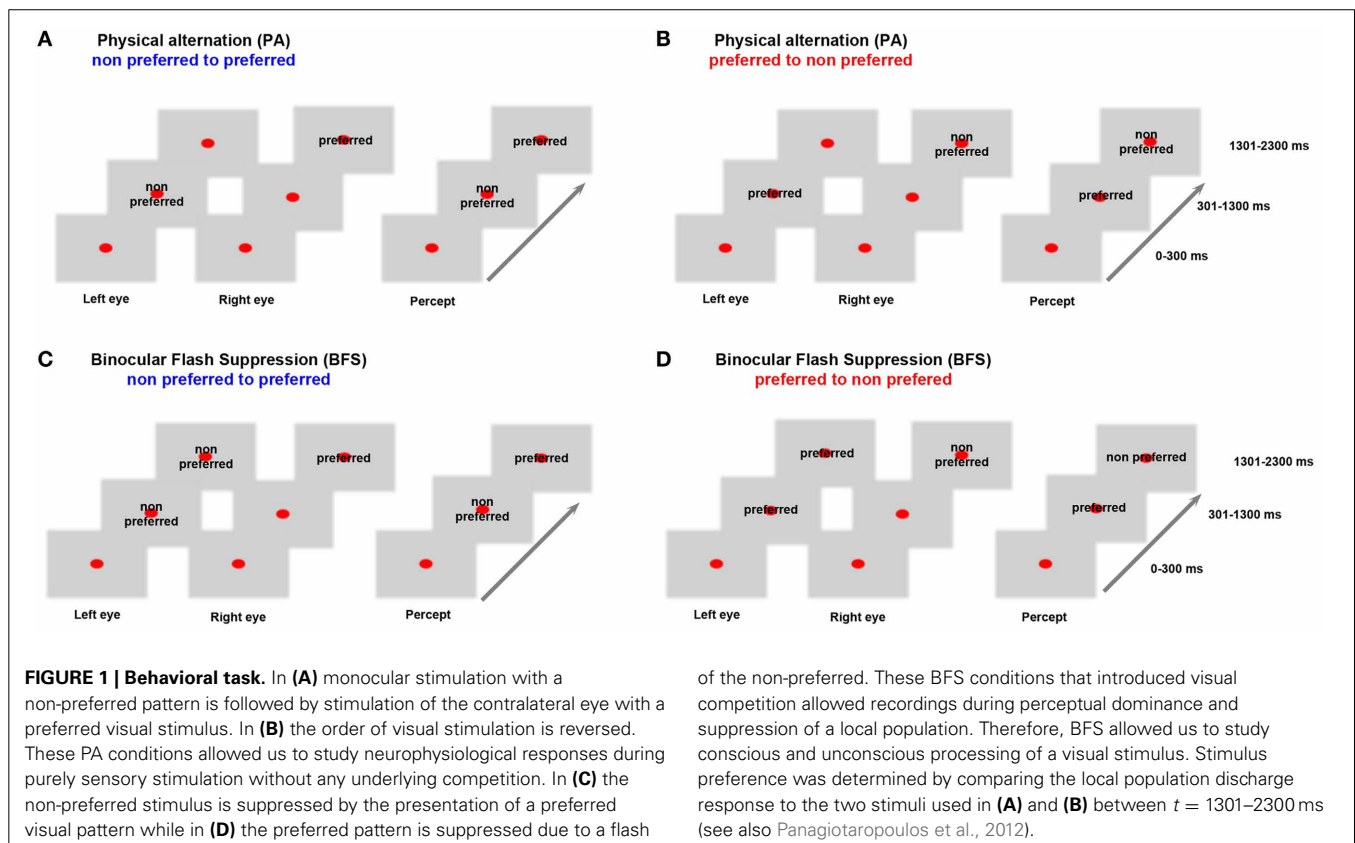 A
Physical alternation (PA)
non preferred to preferred
preferred
preferred
non
preferred
non
preferred
Left eye
Right eye
Percept
B
Physical alternation (PA)
preferred to non preferred
non
preferred
non
preferred
1301-2300 ms
preferred
preferred
301-1300 ms
0-300 ms
Left eye
Right eye
Percept
C
Binocular Flash Suppression (BFS)
non preferred to preferred
non
preferred
preferred
preferred
non
preferred
non
preferred
Left eye
Right eye
Percept
D
Binocular Flash Suppression (BFS)
preferred to non prefered
preferred
non
preferred
non preferred
1301-2300 ms
preferred
preferred
301-1300 ms
0-300 ms
Left eye
Right eye
Percept
FIGURE 1 | Behavioral task. In (A) monocular stimulation with a
non-preferred pattern is followed by stimulation of the contralateral eye with a
preferred visual stimulus. In (B) the order of visual stimulation is reversed.
These PA conditions allowed us to study neurophysiological responses during
purely sensory stimulation without any underlying competition. In (C) the
non-preferred stimulus is suppressed by the presentation of a preferred
visual pattern while in (D) the preferred pattern is suppressed due to a flash
of the non-preferred. These BFS conditions that introduced visual
competition allowed recordings during perceptual dominance and
suppression of a local population. Therefore, BFS allowed us to study
conscious and unconscious processing of a visual stimulus. Stimulus
preference was determined by comparing the local population discharge
response to the two stimuli used in (A) and (B) between t = 1301–2300 ms
(see also Panagiotaropoulos et al., 2012).